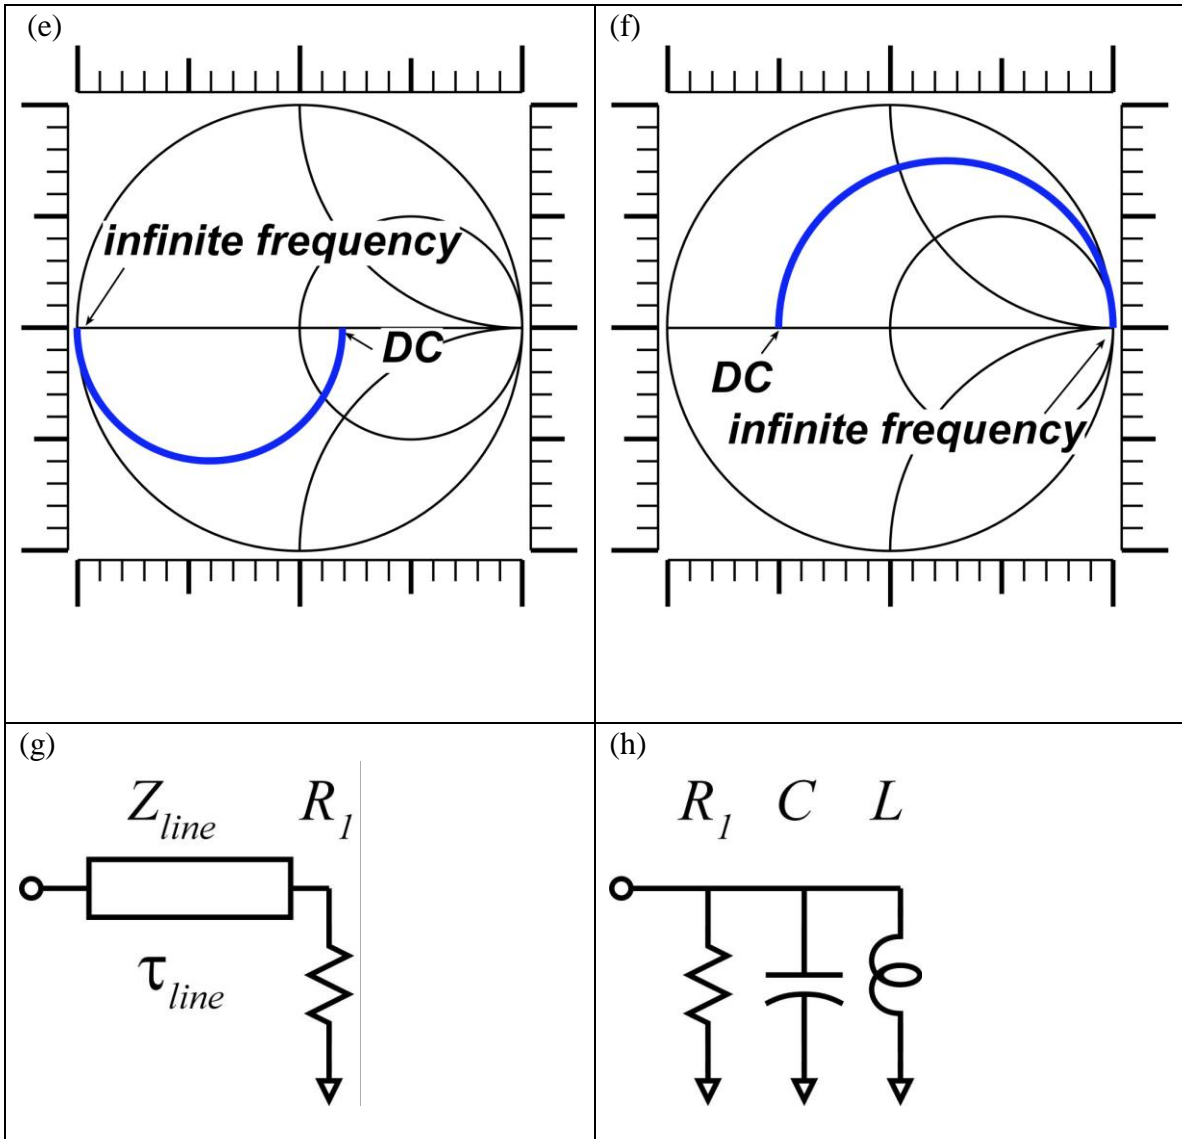 (e)
infinite frequency
DC
(f)
DC
infinite frequency
(g)
Z_line R_1
τ_line
(h)
R_1 C L